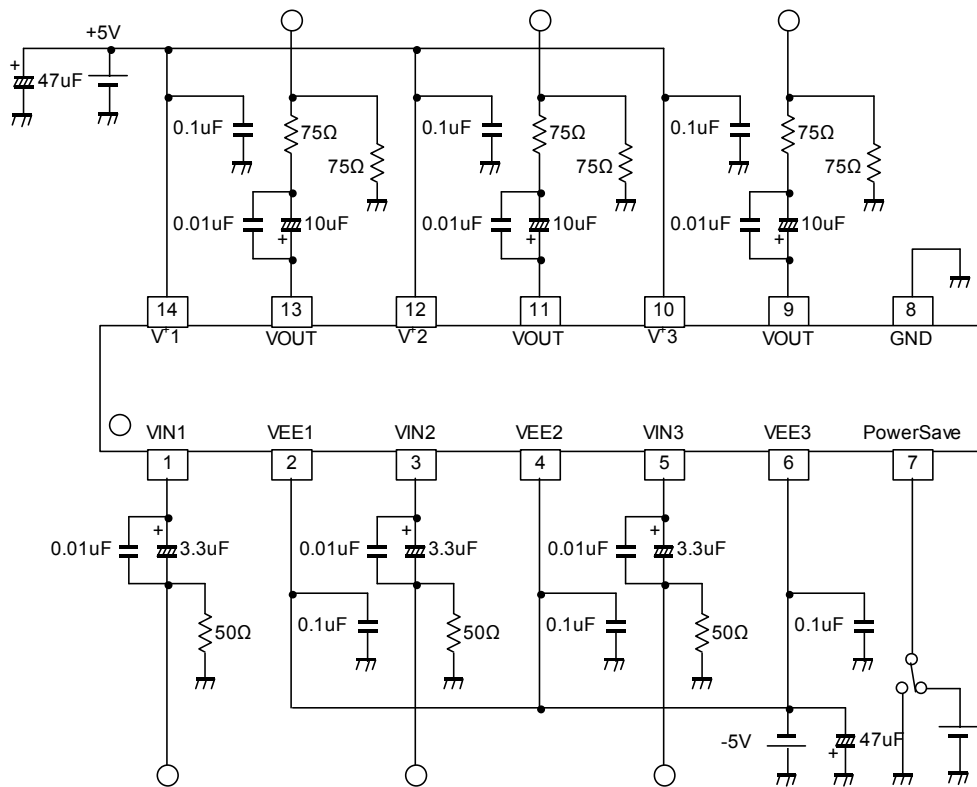 +5V
+ 47uF
0.1uF 75Ω 0.1uF 75Ω 0.1uF 75Ω
75Ω 75Ω 75Ω
0.01uF 10uF 0.01uF 10uF 0.01uF 10uF
+ + +
14 13 12 11 10 9 8
V+1 VOUT V+2 VOUT V+3 VOUT GND
VIN1 VEE1 VIN2 VEE2 VIN3 VEE3 PowerSave
1 2 3 4 5 6 7
+ + +
0.01uF 3.3uF 0.01uF 3.3uF 0.01uF 3.3uF
50Ω 0.1uF 50Ω 0.1uF 50Ω 0.1uF
-5V 47uF
+